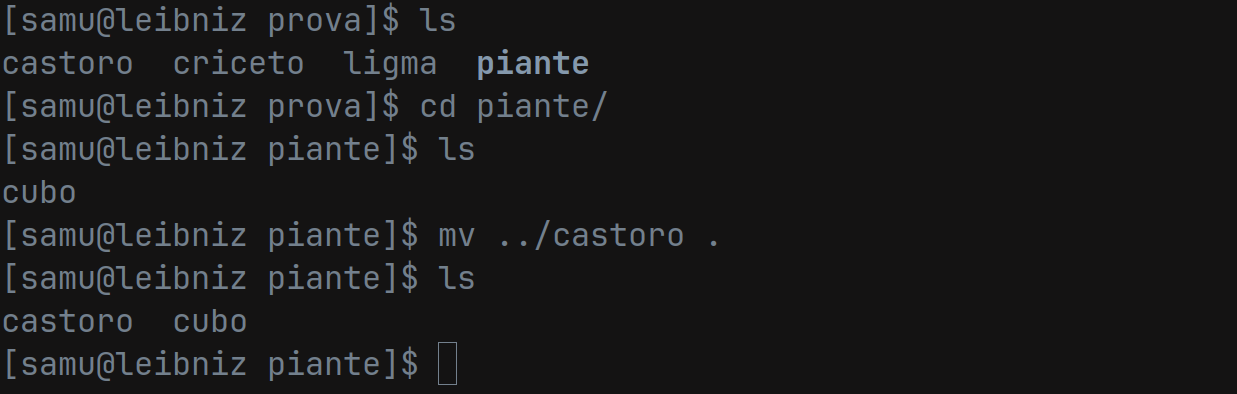 [samu@leibniz prova]$ ls
castoro  criceto  ligma  piante
[samu@leibniz prova]$ cd piante/
[samu@leibniz piante]$ ls
cubo
[samu@leibniz piante]$ mv ../castoro .
[samu@leibniz piante]$ ls
castoro  cubo
[samu@leibniz piante]$